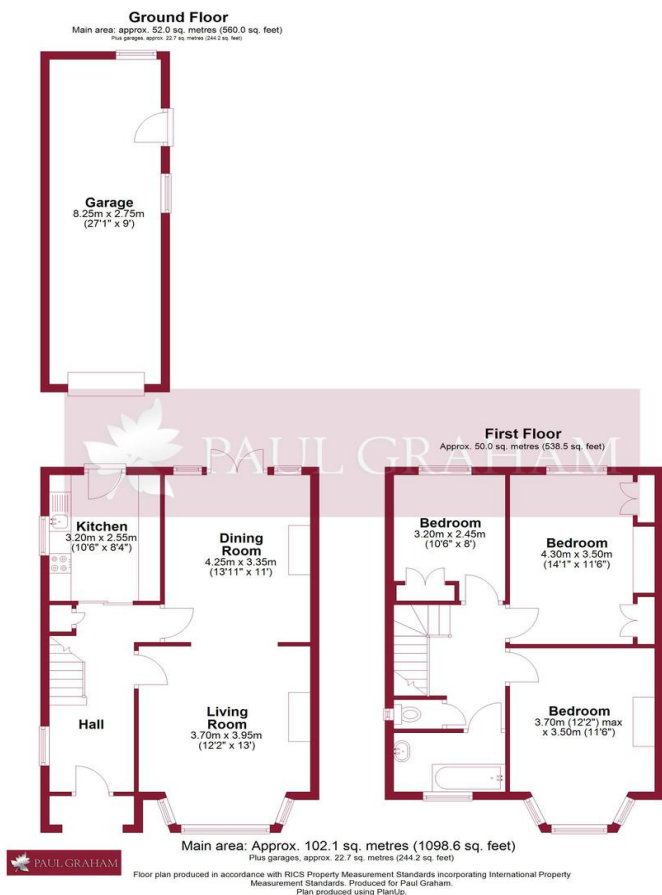 Ground Floor
Main area: approx. 52.0 sq. metres (560.0 sq. feet)
Plus garages, approx. 22.7 sq. metres (244.2 sq. feet)
Garage
8.25m x 2.75m
(27'1" x 9')
PAUL GRAHAM
First Floor
Approx. 50.0 sq. metres (538.5 sq. feet)
Kitchen
3.20m x 2.55m
(10'6" x 8'4")
Dining
Room
4.25m x 3.35m
(13'11" x 11')
Living
Room
3.70m x 3.95m
(12'2" x 13')
Hall
Bedroom
3.20m x 2.45m
(10'6" x 8')
Bedroom
4.30m x 3.50m
(14'1" x 11'6")
Bedroom
3.70m (12'2") max
x 3.50m (11'6")
Main area: Approx. 102.1 sq. metres (1098.6 sq. feet)
Plus garages, approx. 22.7 sq. metres (244.2 sq. feet)
PAUL GRAHAM
Floor plan produced in accordance with RICS Property Measurement Standards incorporating International Property
Measurement Standards. Produced for Paul Graham.
Plan produced using PlanUp.